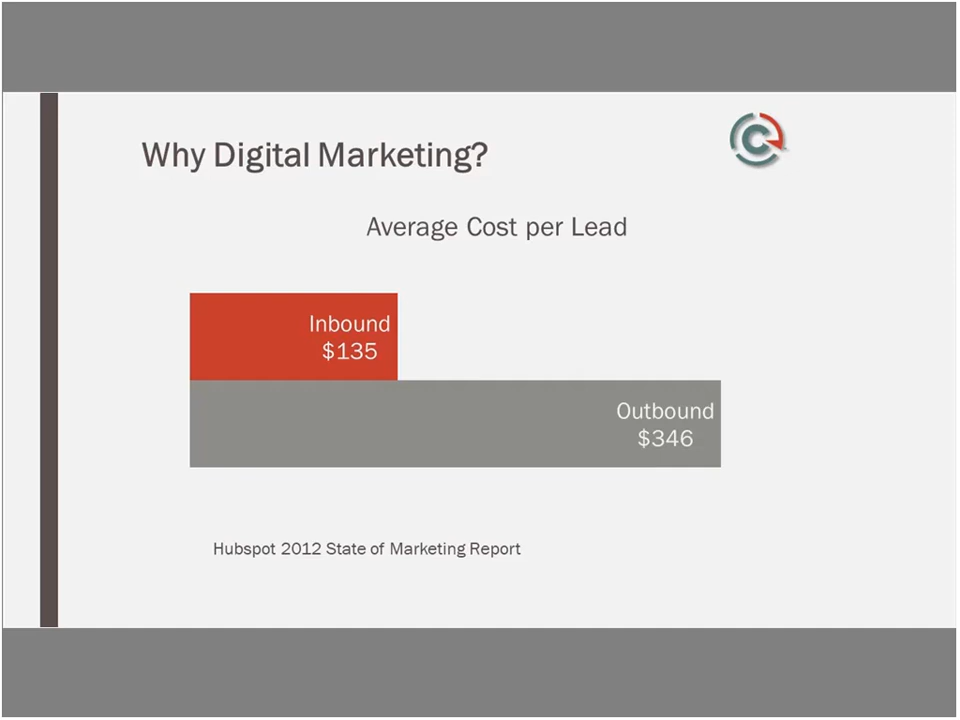 Why Digital Marketing?
Average Cost per Lead
Inbound
$135
Outbound
$346
Hubspot 2012 State of Marketing Report